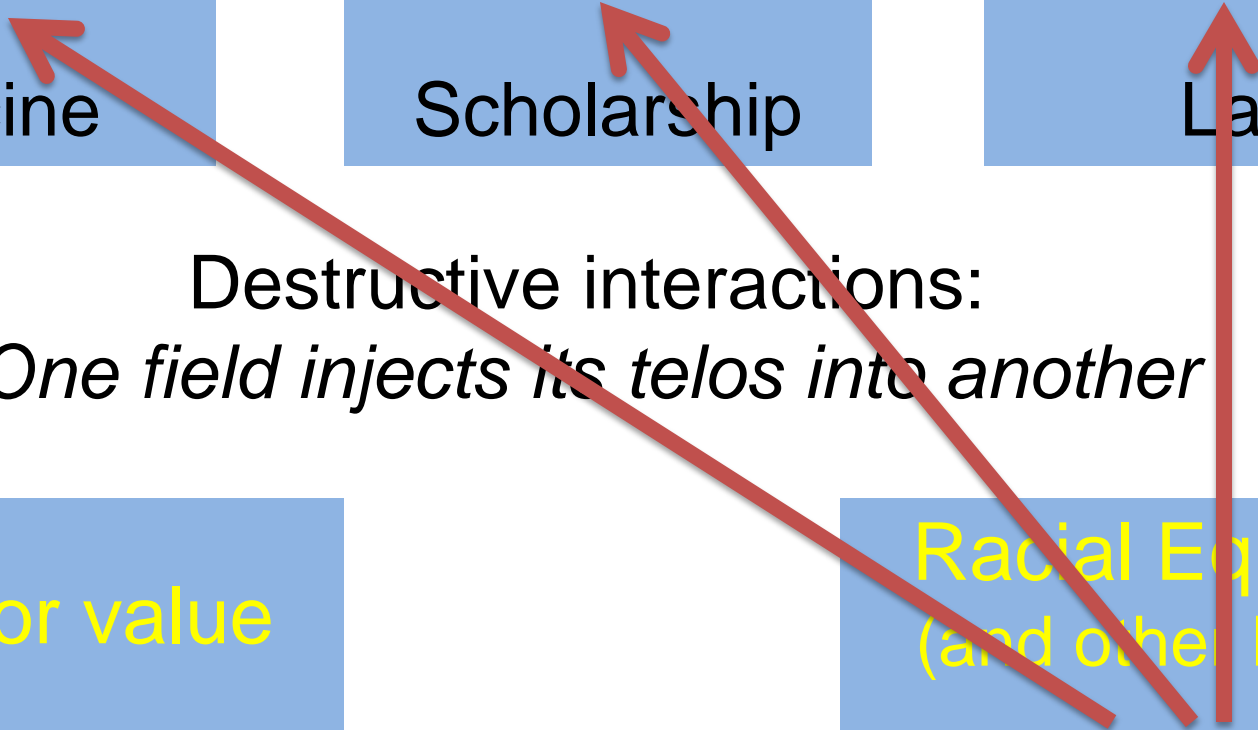 ine Scholarship La
Destructive interactions:
One field injects its telos into another
Racial Eq
or value
(and other